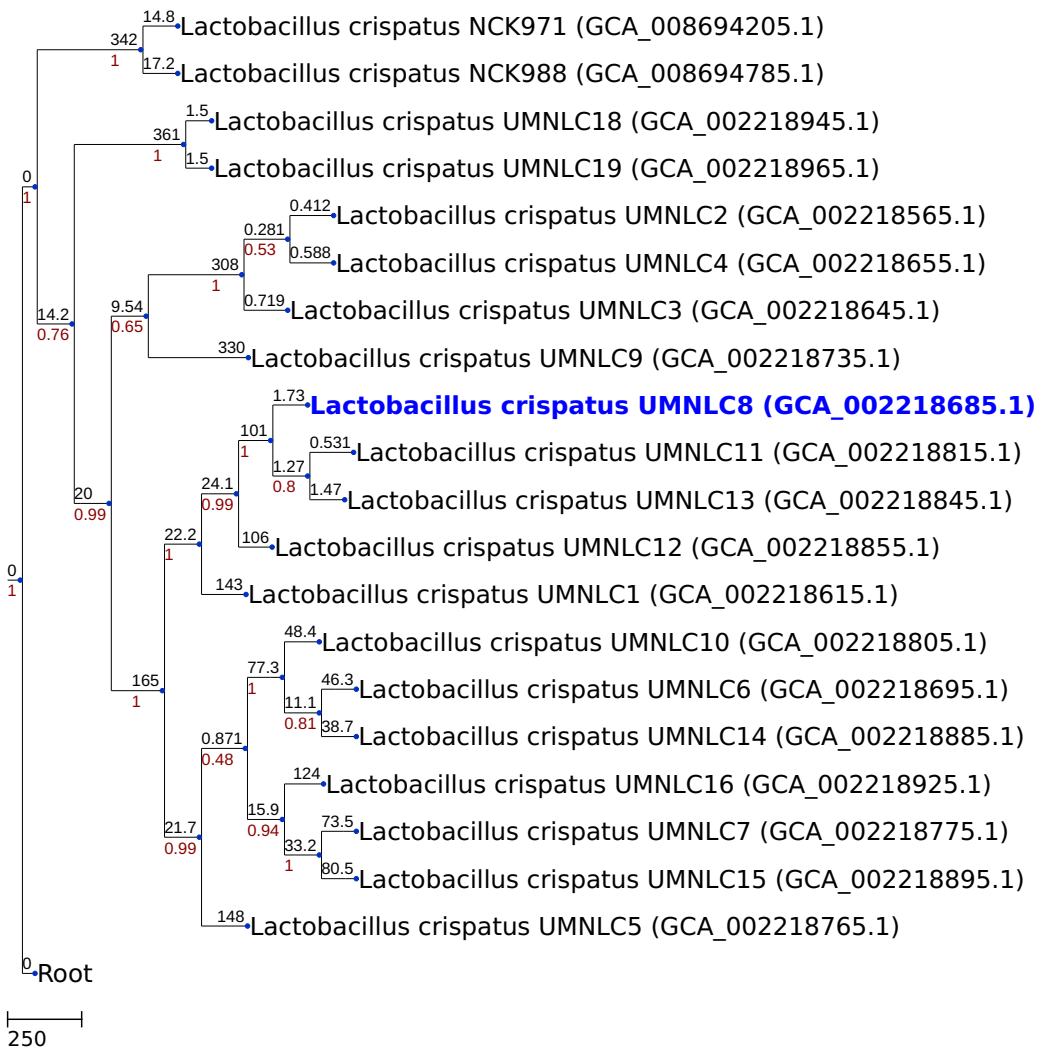 14.8
Lactobacillus crispatus NCK971 (GCA_008694205.1)
342
1
17.2
Lactobacillus crispatus NCK988 (GCA_008694785.1)
1.5
Lactobacillus crispatus UMNLC18 (GCA_002218945.1)
361
1
1.5
Lactobacillus crispatus UMNLC19 (GCA_002218965.1)
0
1
0.412
Lactobacillus crispatus UMNLC2 (GCA_002218565.1)
0.281
0.53
0.588
Lactobacillus crispatus UMNLC4 (GCA_002218655.1)
308
1
0.719
Lactobacillus crispatus UMNLC3 (GCA_002218645.1)
14.2
0.76
9.54
0.65
330
Lactobacillus crispatus UMNLC9 (GCA_002218735.1)
1.73
Lactobacillus crispatus UMNLC8 (GCA_002218685.1)
101
1
0.531
Lactobacillus crispatus UMNLC11 (GCA_002218815.1)
1.27
0.8
1.47
Lactobacillus crispatus UMNLC13 (GCA_002218845.1)
20
0.99
24.1
0.99
106
Lactobacillus crispatus UMNLC12 (GCA_002218855.1)
22.2
1
143
Lactobacillus crispatus UMNLC1 (GCA_002218615.1)
0
1
48.4
Lactobacillus crispatus UMNLC10 (GCA_002218805.1)
77.3
1
46.3
Lactobacillus crispatus UMNLC6 (GCA_002218695.1)
165
1
11.1
0.81
38.7
Lactobacillus crispatus UMNLC14 (GCA_002218885.1)
0.871
0.48
124
Lactobacillus crispatus UMNLC16 (GCA_002218925.1)
15.9
0.94
73.5
Lactobacillus crispatus UMNLC7 (GCA_002218775.1)
21.7
0.99
33.2
1
80.5
Lactobacillus crispatus UMNLC15 (GCA_002218895.1)
148
Lactobacillus crispatus UMNLC5 (GCA_002218765.1)
0
Root
250